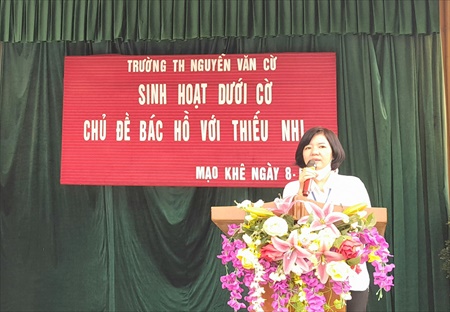 TRƯỜNG TH NGUYỄN VĂN CỪ
SINH HOẠT DƯỚI CỜ
CHỦ ĐỀ BÁC HỒ VỚI THIẾU NHI
MẠO KHÊ NGÀY 8-